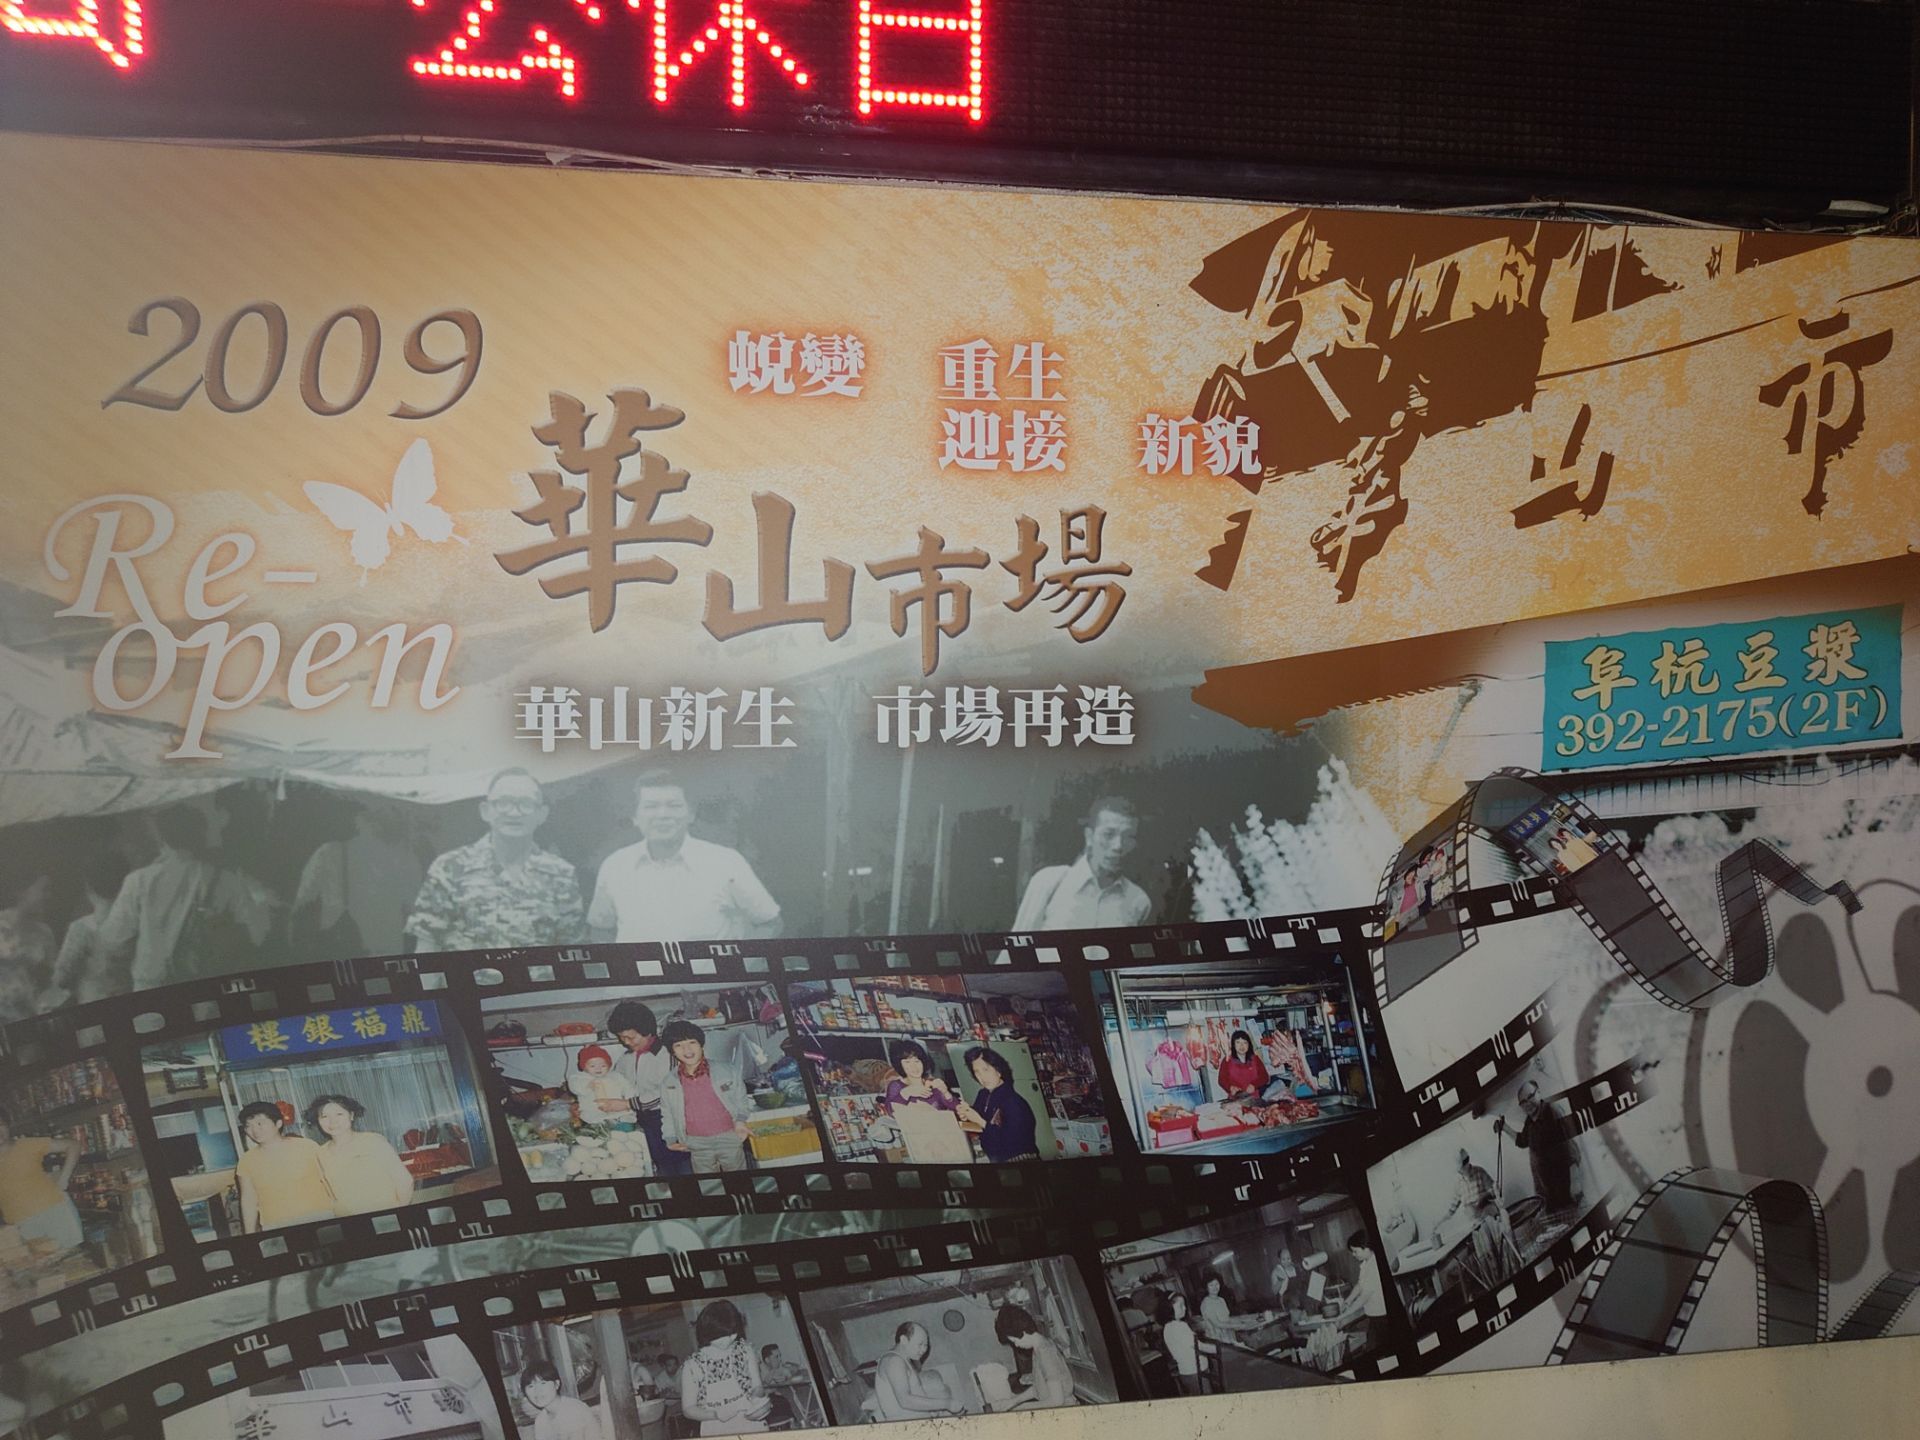 公休日
2009
蛻變 重生
迎接 新貌
華山市
Re-open
華山市場
華山新生 市場再造
阜杭豆漿
392-2175(2F)
樓銀福鼎
山市場